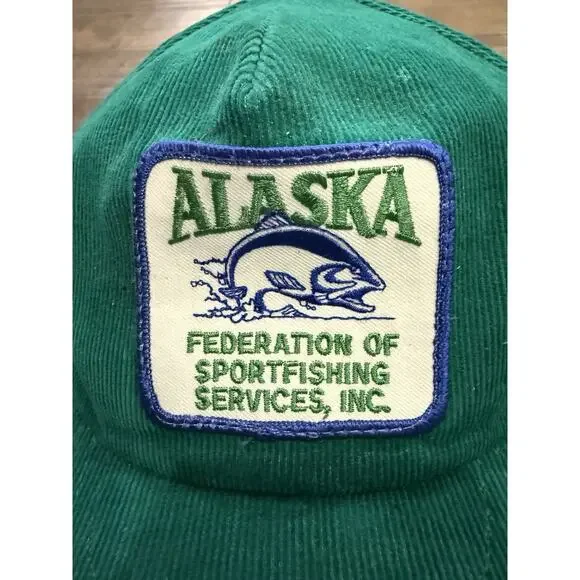 ALASKA
FEDERATION OF
SPORTFISHING
SERVICES, INC.